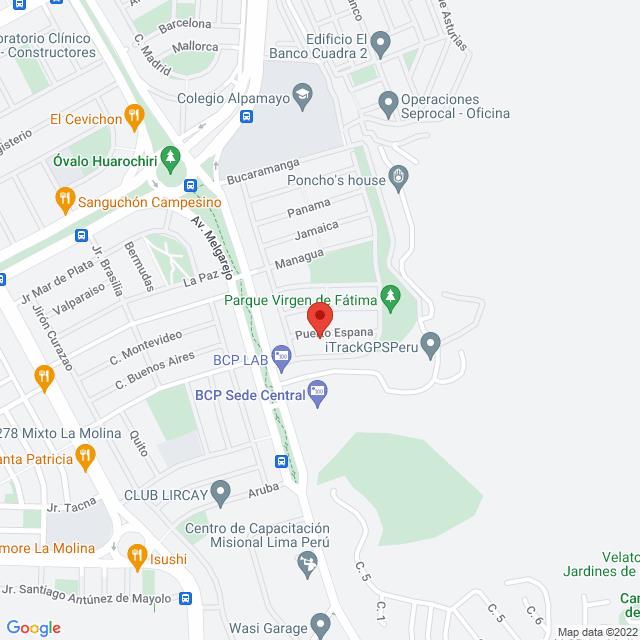 Barcelona
C. Madrid
Mallorca
oratorio Clínico
- Constructores
Edificio El
Banco Cuadra 2
e Asturias
Colegio Alpamayo
Operaciones
Seprocal - Oficina
El Cevichon
agisterio
Óvalo Huarochiri
Bucaramanga
Poncho's house
Sanguchón Campesino
Panama
Jamaica
Av. Melgarejo
Managua
Jr. Brasilia
Bermudas
La Paz
Jr Mar de Plata
Valparaiso
Jirón Curazao
Parque Virgen de Fátima
C. Montevideo
Puerto Espana
iTrackGPSPeru
C. Buenos Aires
BCP LAB
BCP Sede Central
278 Mixto La Molina
Quito
anta Patricia
CLUB LIRCAY
Aruba
Jr. Tacna
Centro de Capacitación
Misional Lima Perú
more La Molina
Isushi
C. 5
C. 1
C. 5
C. 6
Velato
Jardines de
Jr. Santiago Antúnez de Mayolo
Can
de
Wasi Garage
Google
Map data ©2022